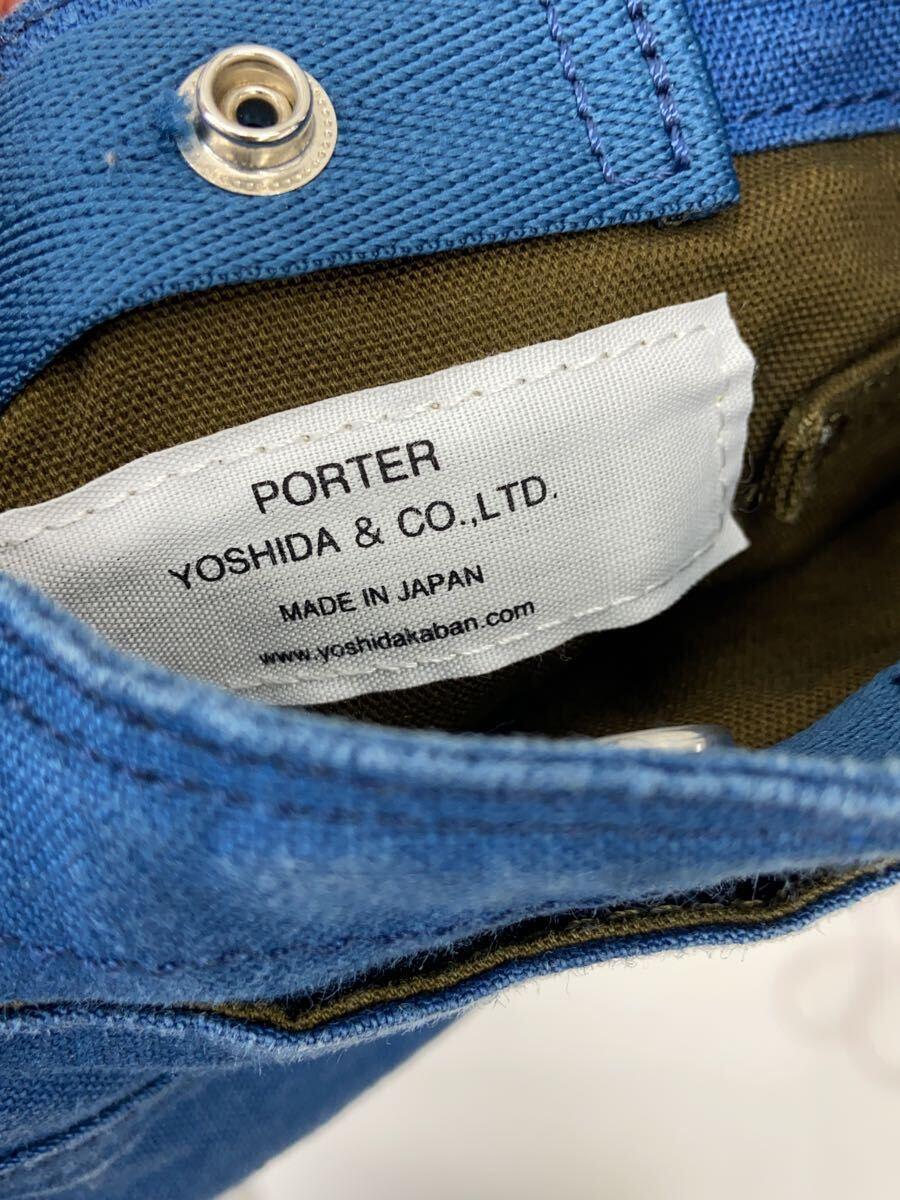 PORTER
YOSHIDA & CO.,LTD.
MADE IN JAPAN
www.yoshidakaban.com